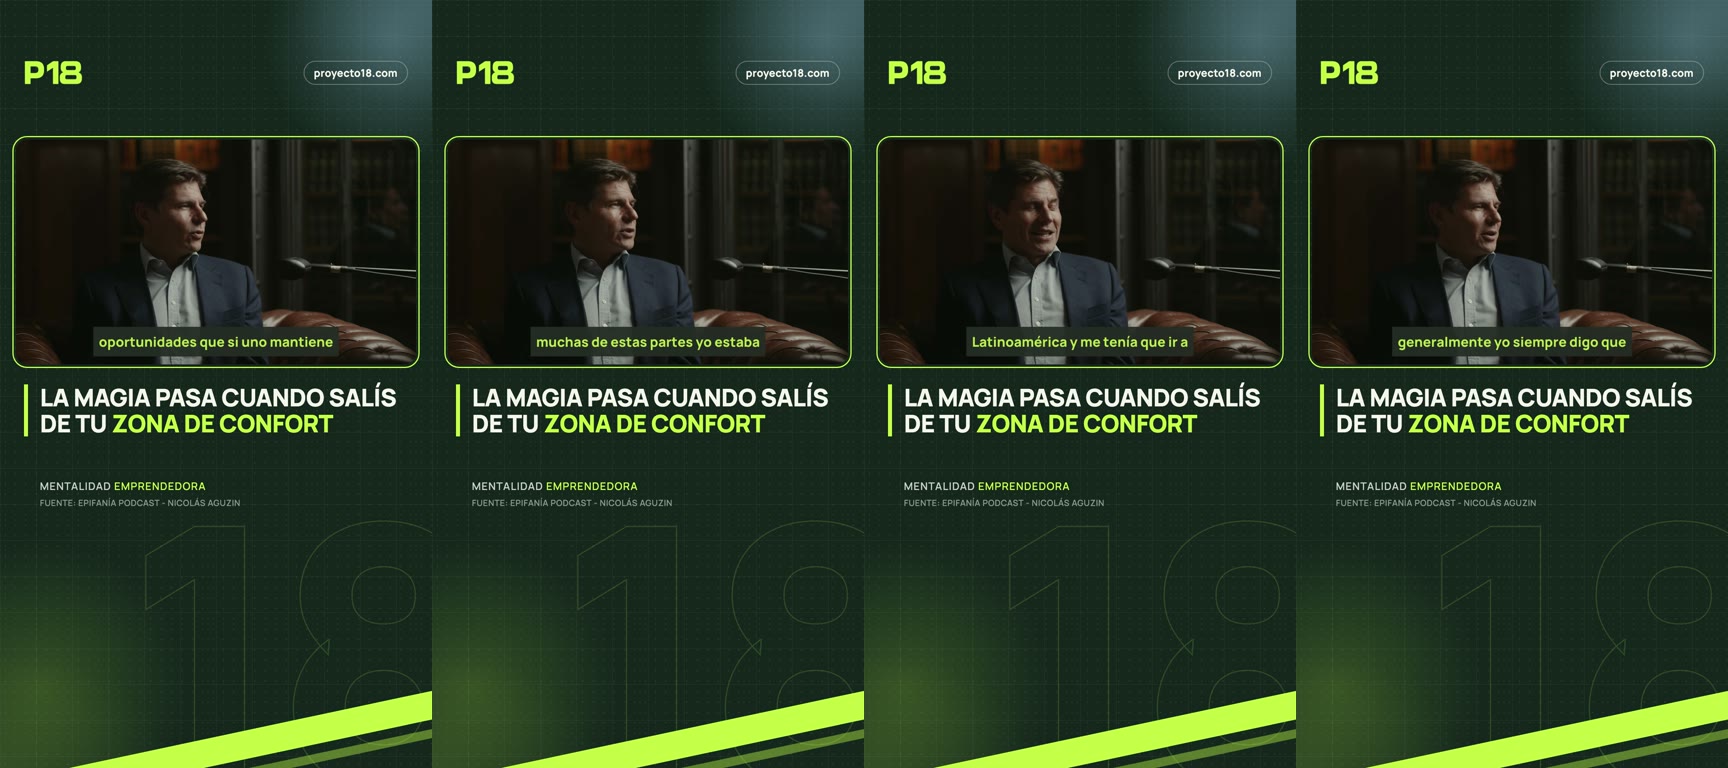 P18
proyecto18.com
oportunidades que si uno mantiene
LA MAGIA PASA CUANDO SALÍS
DE TU ZONA DE CONFORT
MENTALIDAD EMPRENDEDORA
FUENTE: EPIFANÍA PODCAST - NICOLÁS AGUZIN
18
P18
proyecto18.com
muchas de estas partes yo estaba
LA MAGIA PASA CUANDO SALÍS
DE TU ZONA DE CONFORT
MENTALIDAD EMPRENDEDORA
FUENTE: EPIFANÍA PODCAST - NICOLÁS AGUZIN
18
P18
proyecto18.com
Latinoamérica y me tenía que ir a
LA MAGIA PASA CUANDO SALÍS
DE TU ZONA DE CONFORT
MENTALIDAD EMPRENDEDORA
FUENTE: EPIFANÍA PODCAST - NICOLÁS AGUZIN
18
P18
proyecto18.com
generalmente yo siempre digo que
LA MAGIA PASA CUANDO SALÍS
DE TU ZONA DE CONFORT
MENTALIDAD EMPRENDEDORA
FUENTE: EPIFANÍA PODCAST - NICOLÁS AGUZIN
18